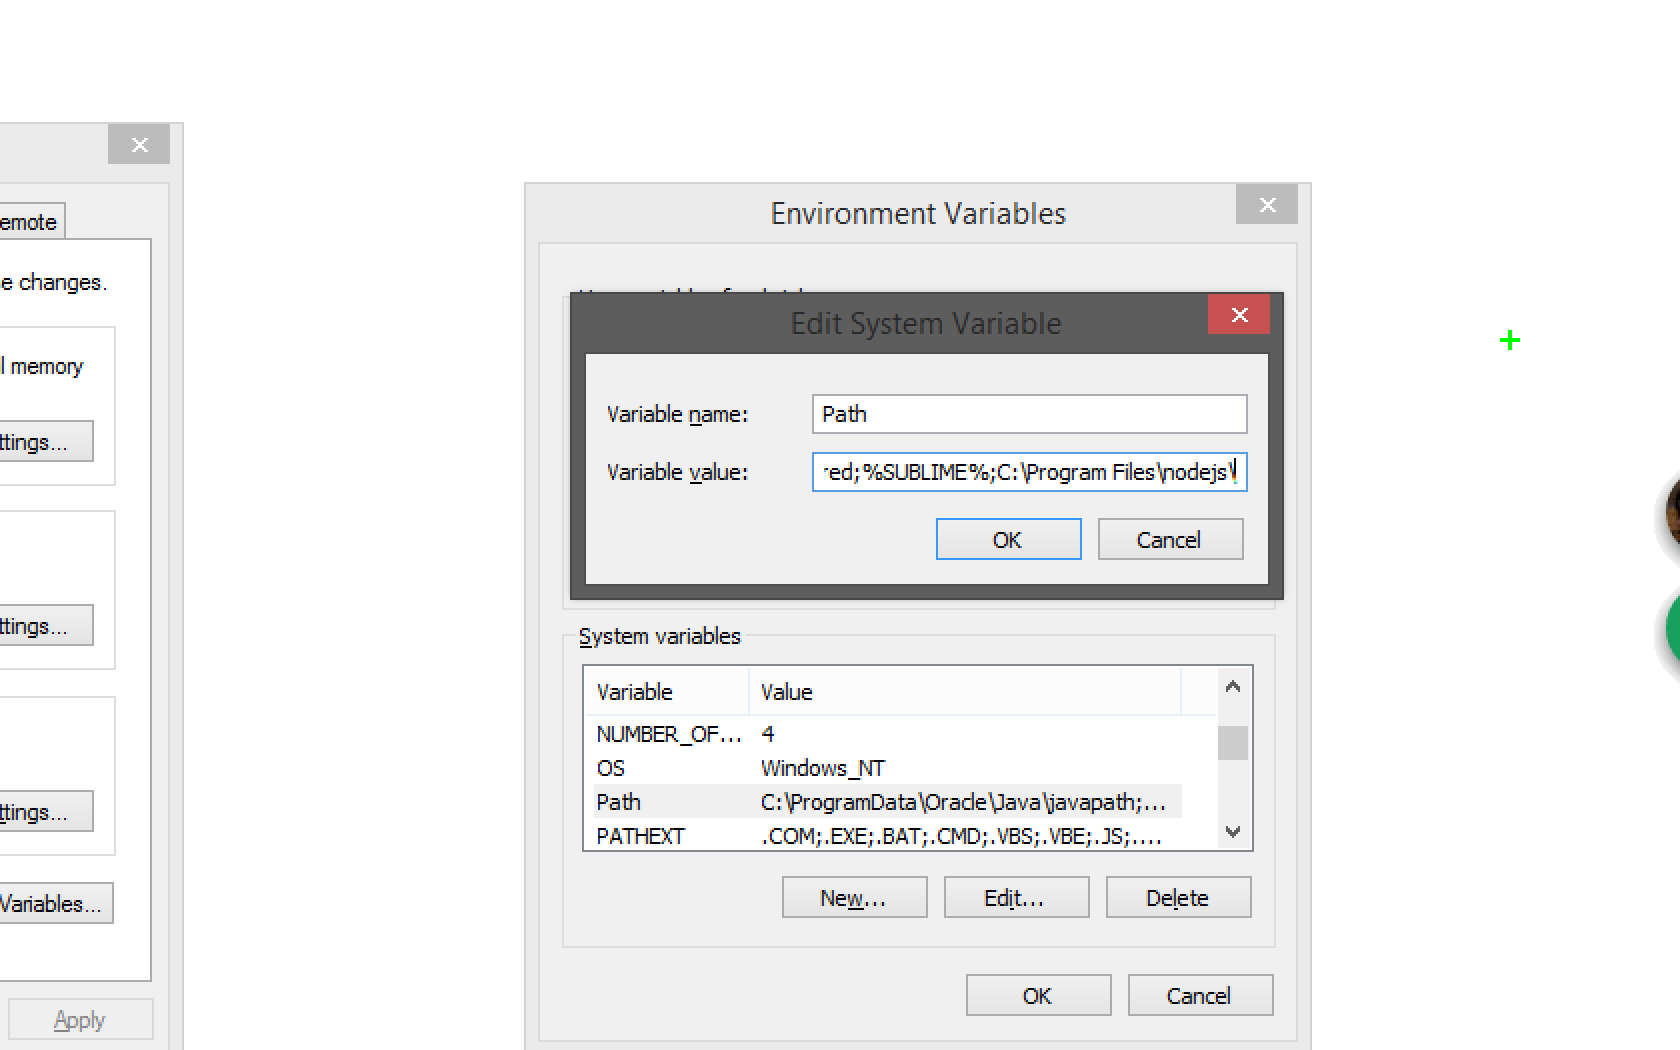 emote
e changes.
l memory
ttings...
ttings...
ttings...
Variables...
Apply
Environment Variables
Edit System Variable
Variable name:
Path
Variable value:
red;%SUBLIME%;C:\Program Files\nodejs\
OK
Cancel
System variables
Variable Value
NUMBER_OF... 4
OS Windows_NT
Path C:\ProgramData\Oracle\Java\javapath;...
PATHEXT .COM;.EXE;.BAT;.CMD;.VBS;.VBE;.JS;....
New...
Edit...
Delete
OK
Cancel